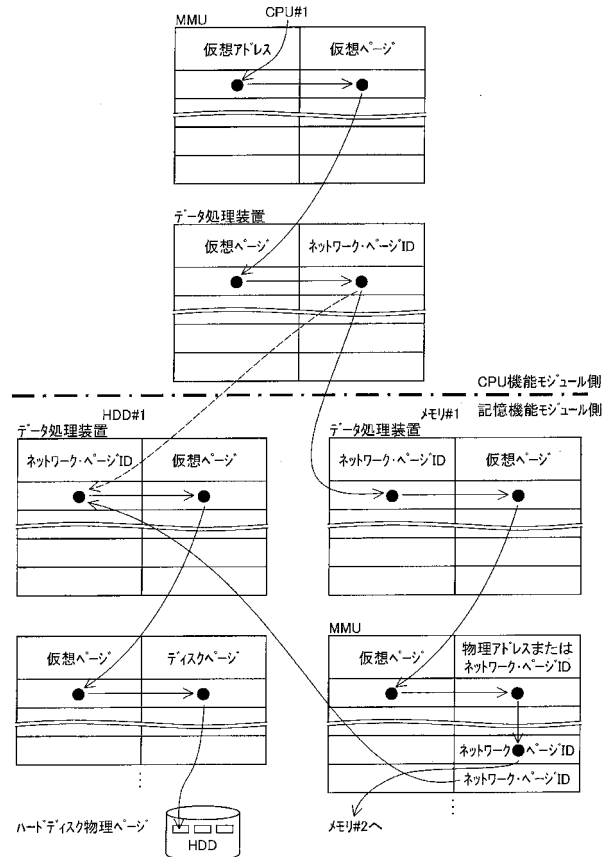 CPU#1
MMU
仮想アドレス
仮想ページ
データ処理装置
仮想ページ
ネットワーク・ページID
CPU機能モジュール側
HDD#1
メモリ#1
記憶機能モジュール側
データ処理装置
データ処理装置
ネットワーク・ページID
仮想ページ
ネットワーク・ページID
仮想ページ
MMU
仮想ページ
ディスクページ
仮想ページ
物理アドレスまたは
ネットワーク・ページID
ネットワーク ページID
ネットワーク・ページID
ハードディスク物理ページ
HDD
メモリ#2へ